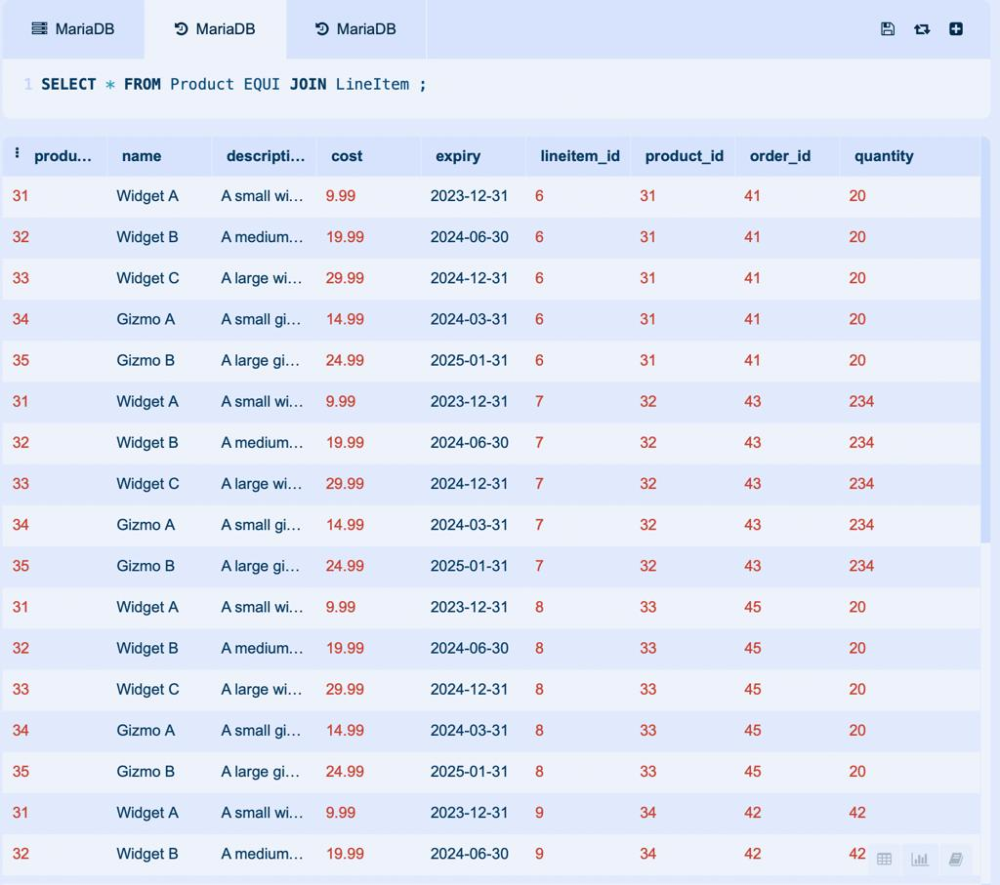 MariaDB MariaDB MariaDB
1 SELECT * FROM Product EQUI JOIN LineItem ;
produ... name descripti... cost expiry lineitem_id product_id order_id quantity
31 Widget A A small wi... 9.99 2023-12-31 6 31 41 20
32 Widget B A medium... 19.99 2024-06-30 6 31 41 20
33 Widget C A large wi... 29.99 2024-12-31 6 31 41 20
34 Gizmo A A small gi... 14.99 2024-03-31 6 31 41 20
35 Gizmo B A large gi... 24.99 2025-01-31 6 31 41 20
31 Widget A A small wi... 9.99 2023-12-31 7 32 43 234
32 Widget B A medium... 19.99 2024-06-30 7 32 43 234
33 Widget C A large wi... 29.99 2024-12-31 7 32 43 234
34 Gizmo A A small gi... 14.99 2024-03-31 7 32 43 234
35 Gizmo B A large gi... 24.99 2025-01-31 7 32 43 234
31 Widget A A small wi... 9.99 2023-12-31 8 33 45 20
32 Widget B A medium... 19.99 2024-06-30 8 33 45 20
33 Widget C A large wi... 29.99 2024-12-31 8 33 45 20
34 Gizmo A A small gi... 14.99 2024-03-31 8 33 45 20
35 Gizmo B A large gi... 24.99 2025-01-31 8 33 45 20
31 Widget A A small wi... 9.99 2023-12-31 9 34 42 42
32 Widget B A medium... 19.99 2024-06-30 9 34 42 42